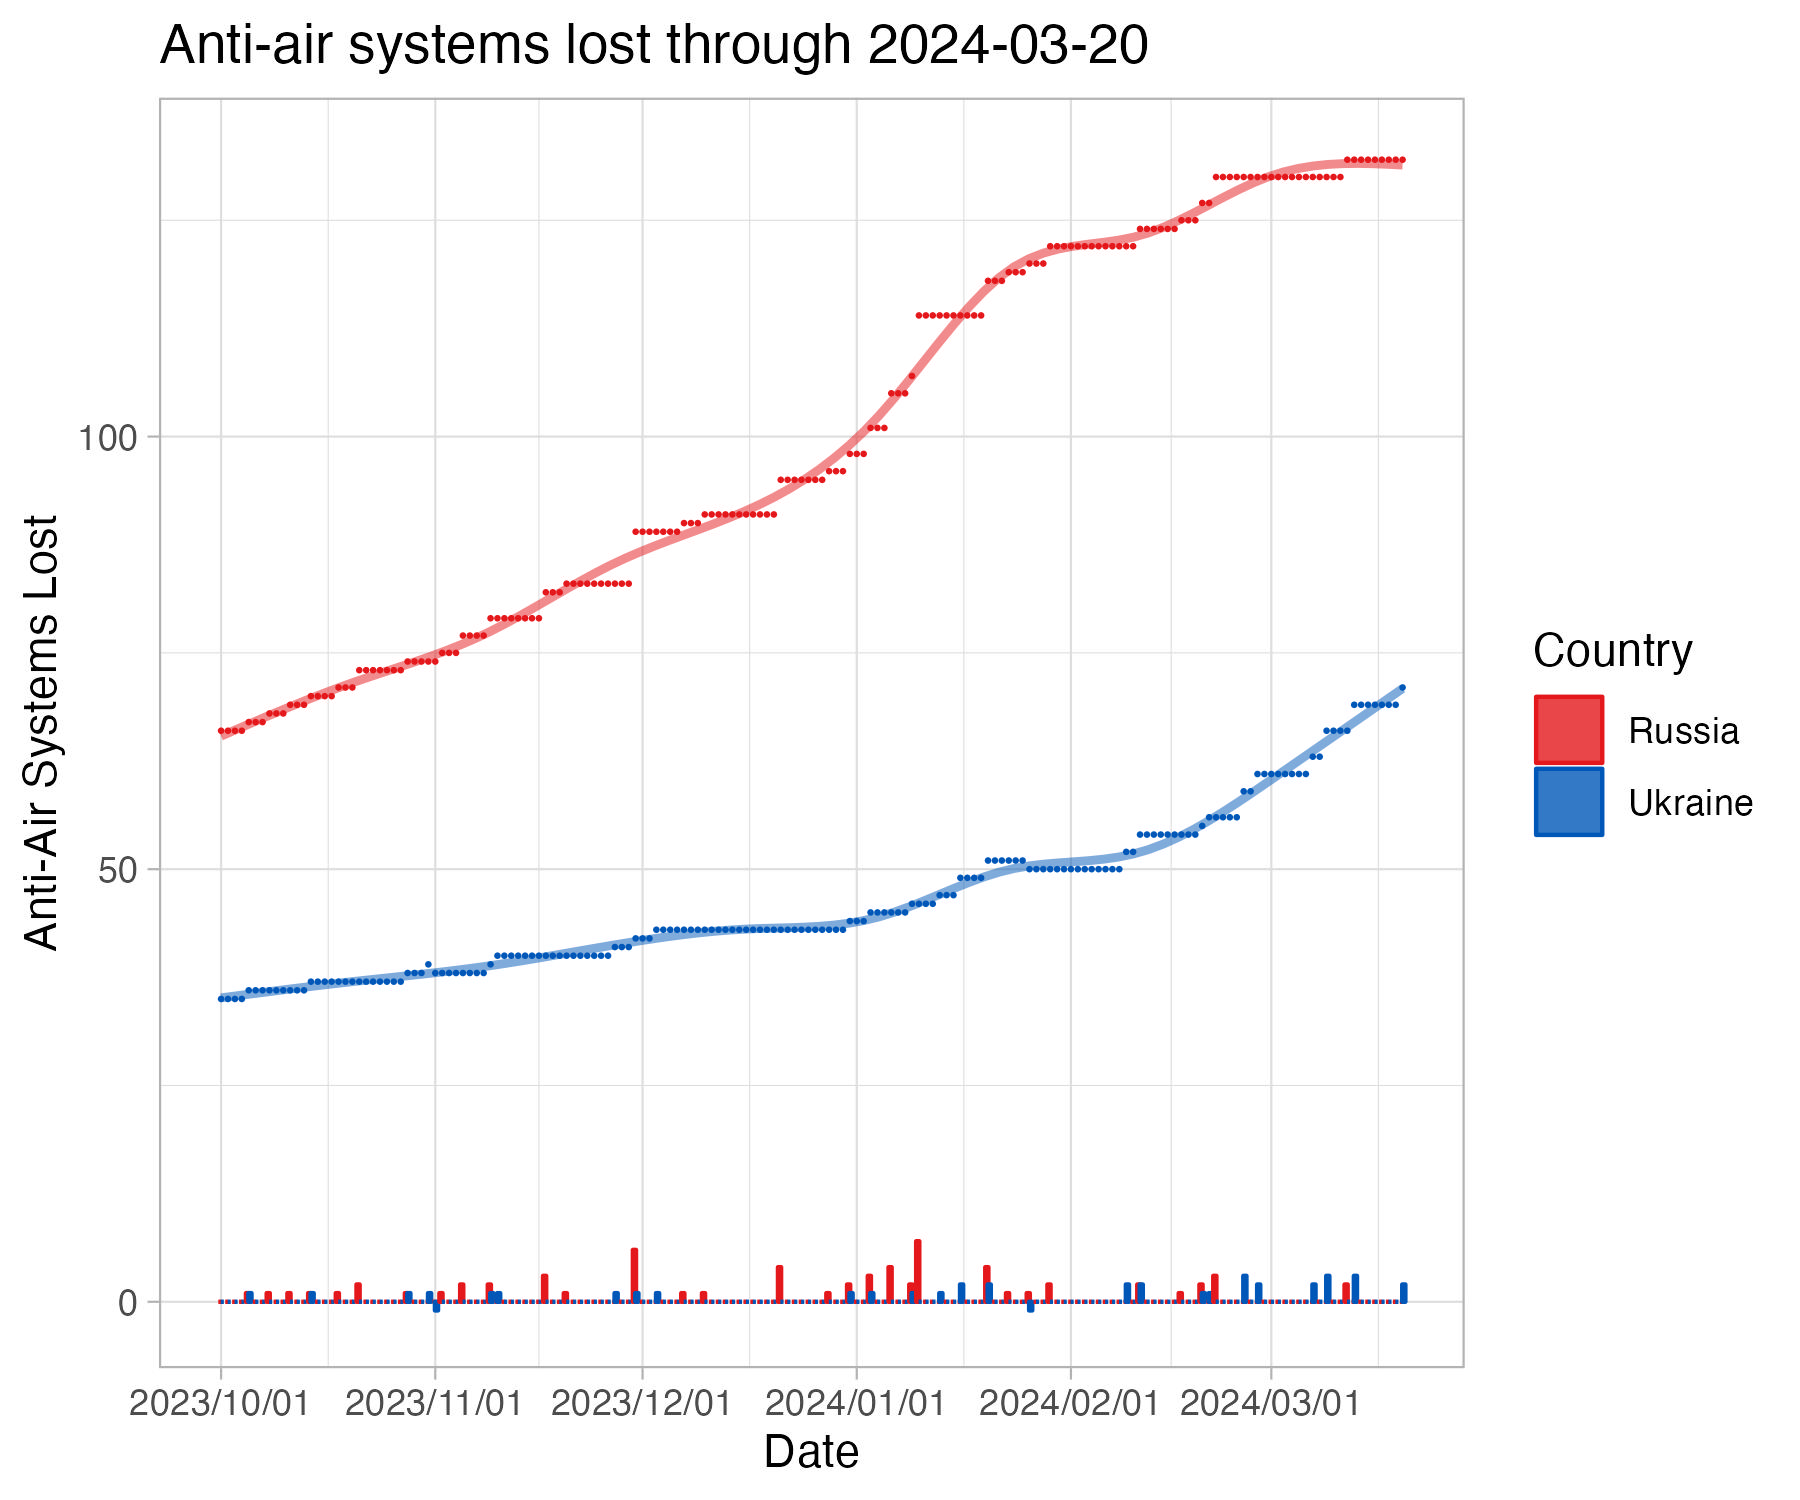 Anti-air systems lost through 2024-03-20
Anti-Air Systems Lost
100
50
0
2023/10/01 2023/11/01 2023/12/01 2024/01/01 2024/02/01 2024/03/01
Date
Country
Russia
Ukraine